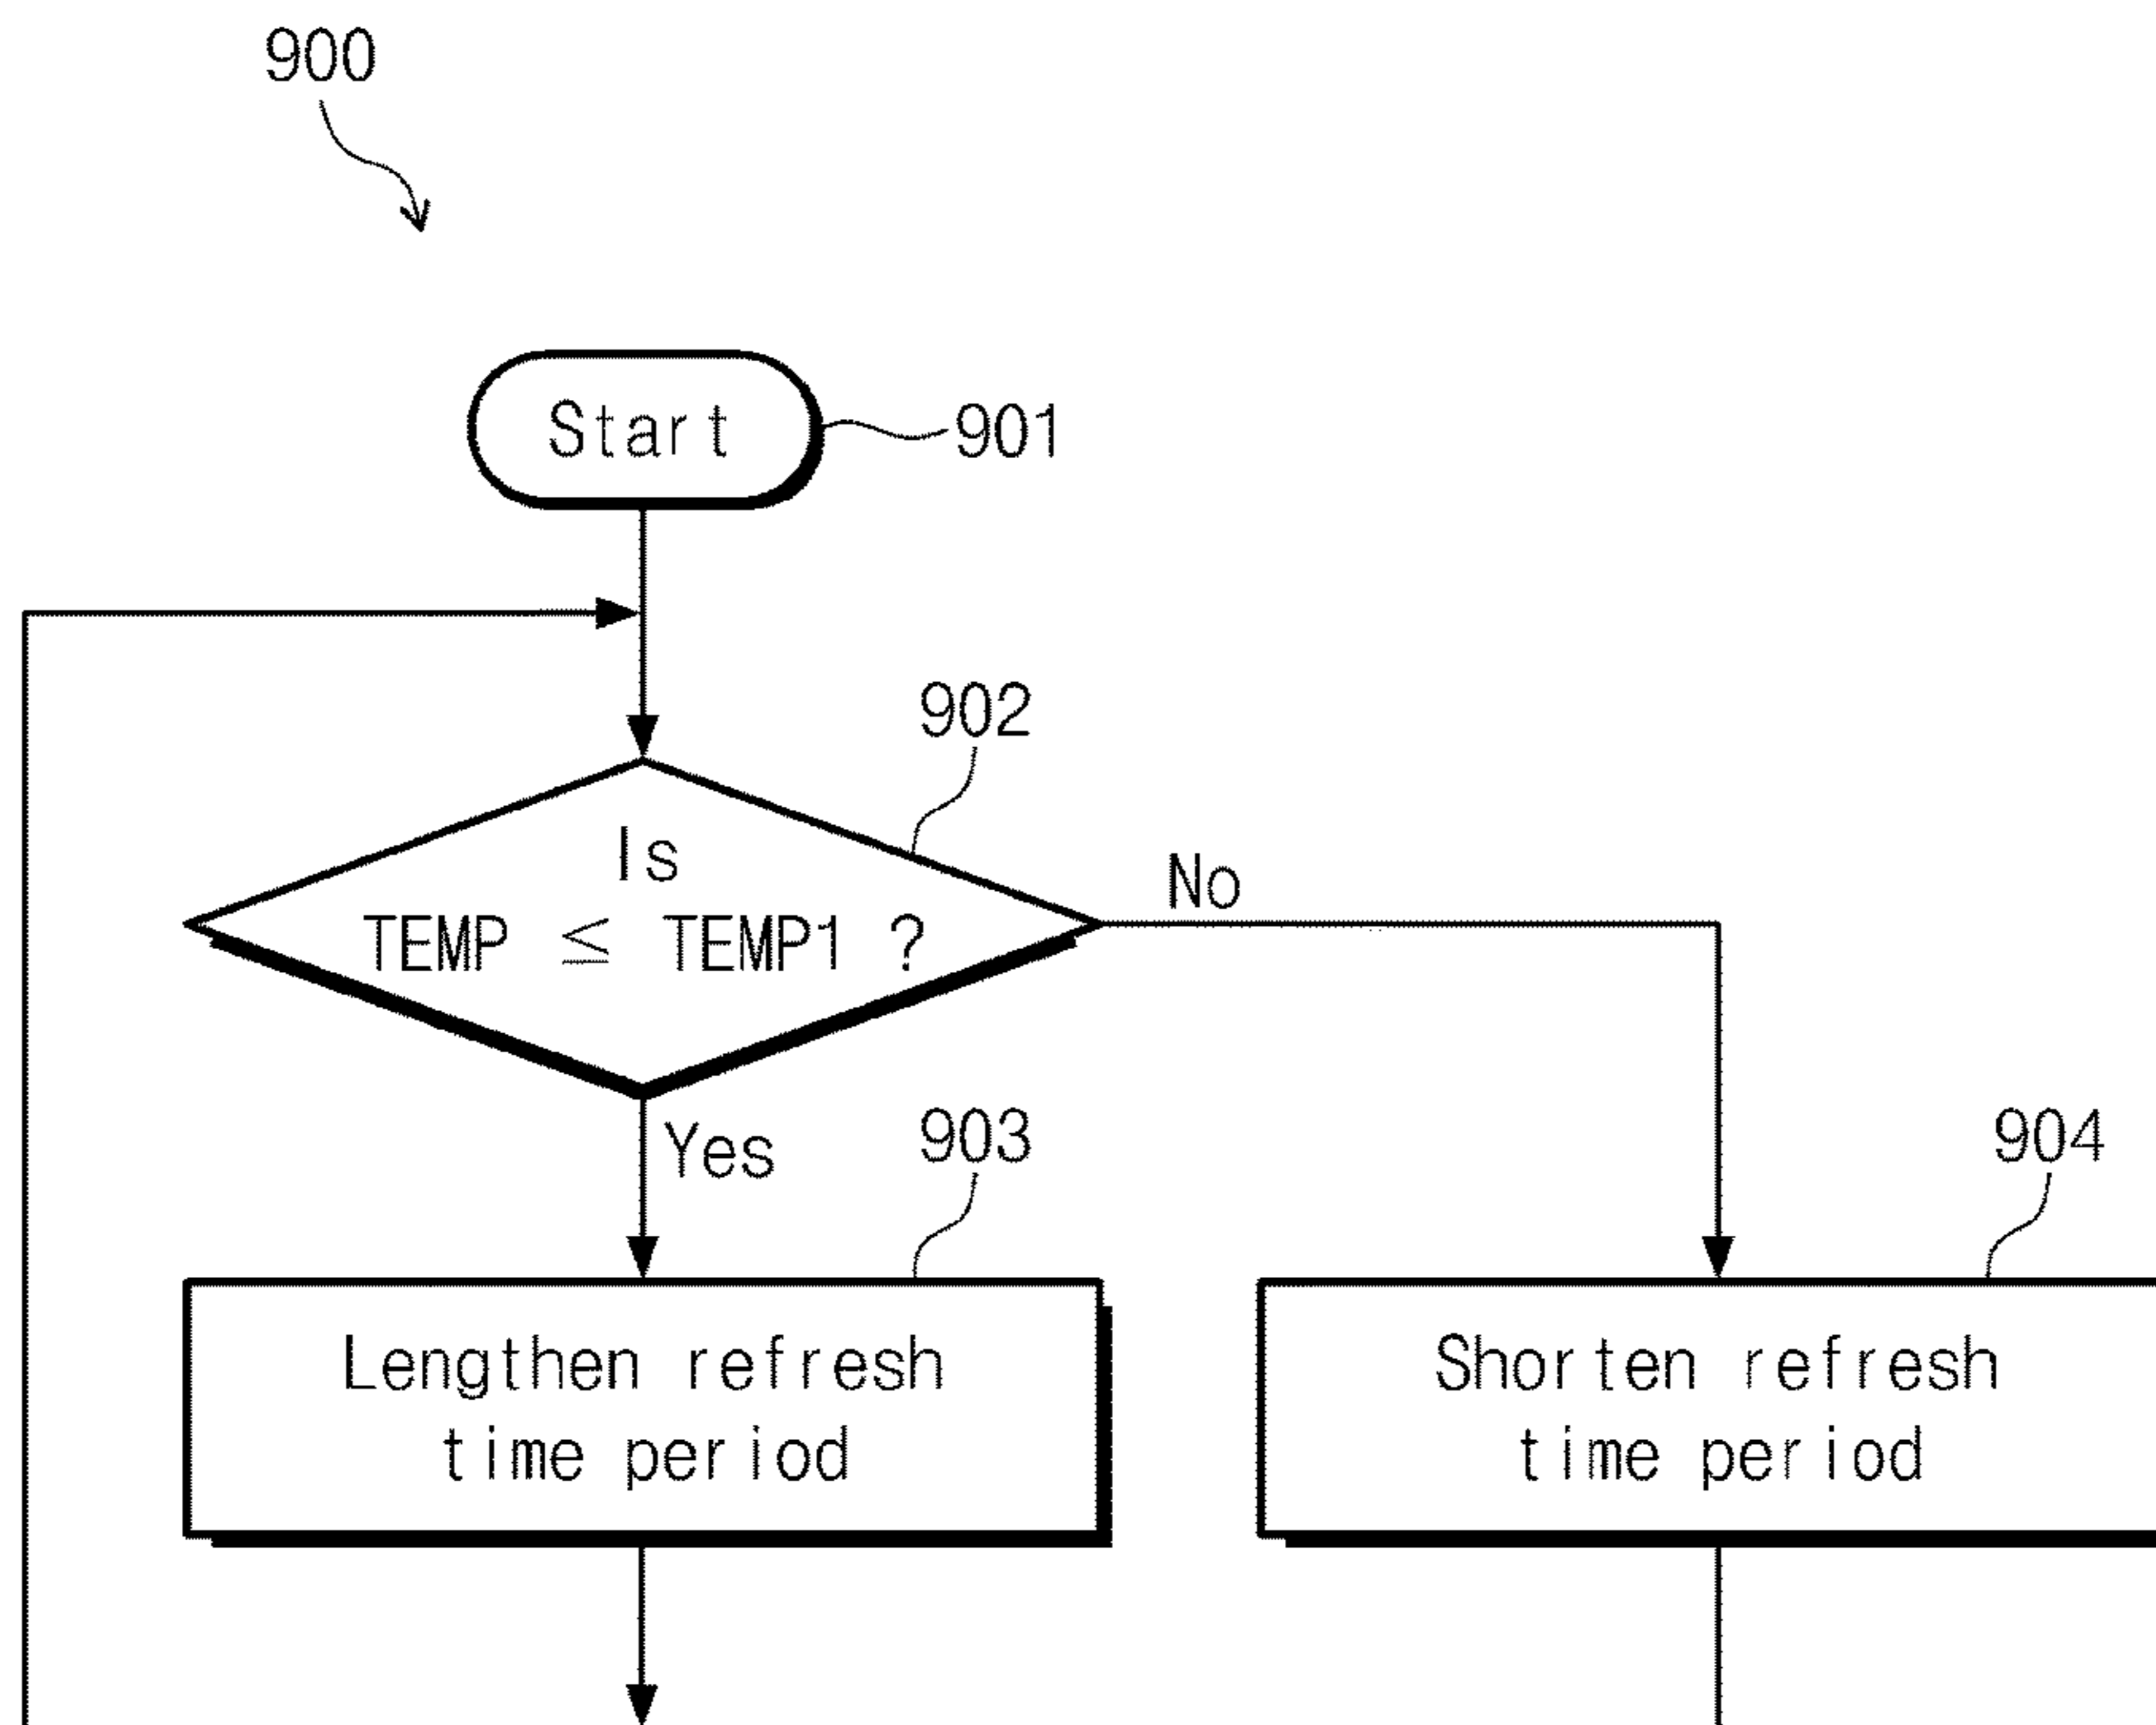 900
Start
901
902
Is
TEMP ≤ TEMP1 ?
No
Yes
903
904
Lengthen refresh
time period
Shorten refresh
time period